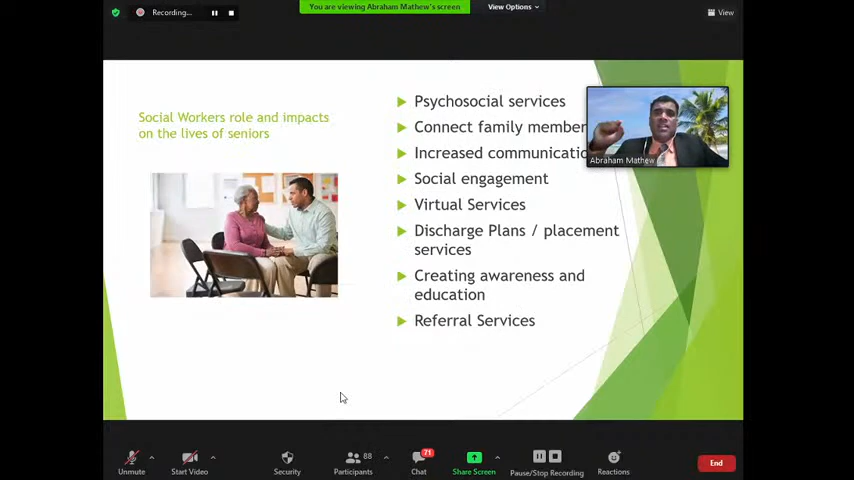 Recording...
You are viewing Abraham Mathew's screen
View Options
View
Social Workers role and impacts
on the lives of seniors
Psychosocial services
Connect family member
Increased communicatio
Social engagement
Virtual Services
Discharge Plans / placement
services
Creating awareness and
education
Referral Services
Abraham Mathew
Unmute
Start Video
Security
88
Participants
71
Chat
Share Screen
Pause/Stop Recording
Reactions
End